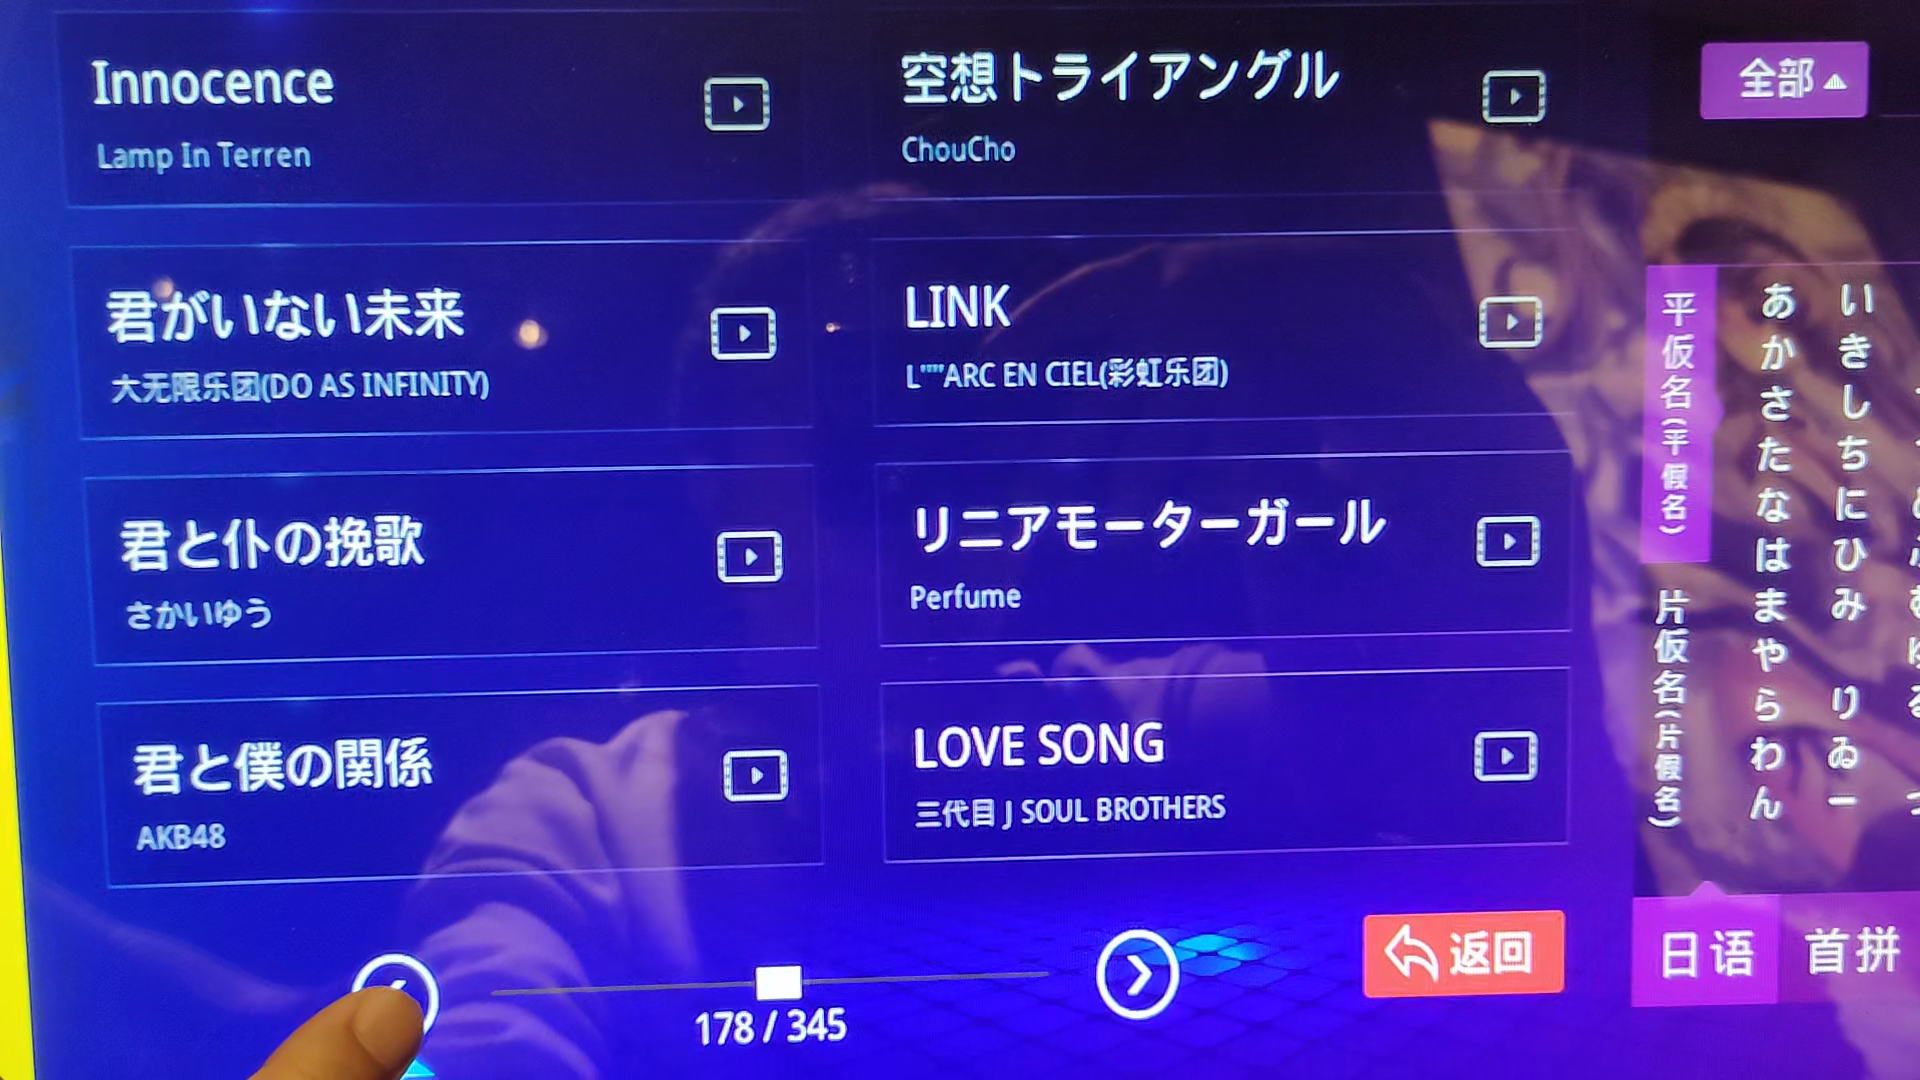 Innocence
Lamp In Terren
空想トライアングル
ChouCho
君がいない未来
大无限乐团(DO AS INFINITY)
LINK
L""ARC EN CIEL(彩虹乐团)
君と仆の挽歌
さかいゆう
リニアモーターガール
Perfume
君と僕の関係
AKB48
LOVE SONG
三代目 J SOUL BROTHERS
178 / 345
返回
全部
平仮名(平假名)
片仮名(片假名)
あかさたなはまやらわん
いきしちにひみ りゐー
日语
首拼